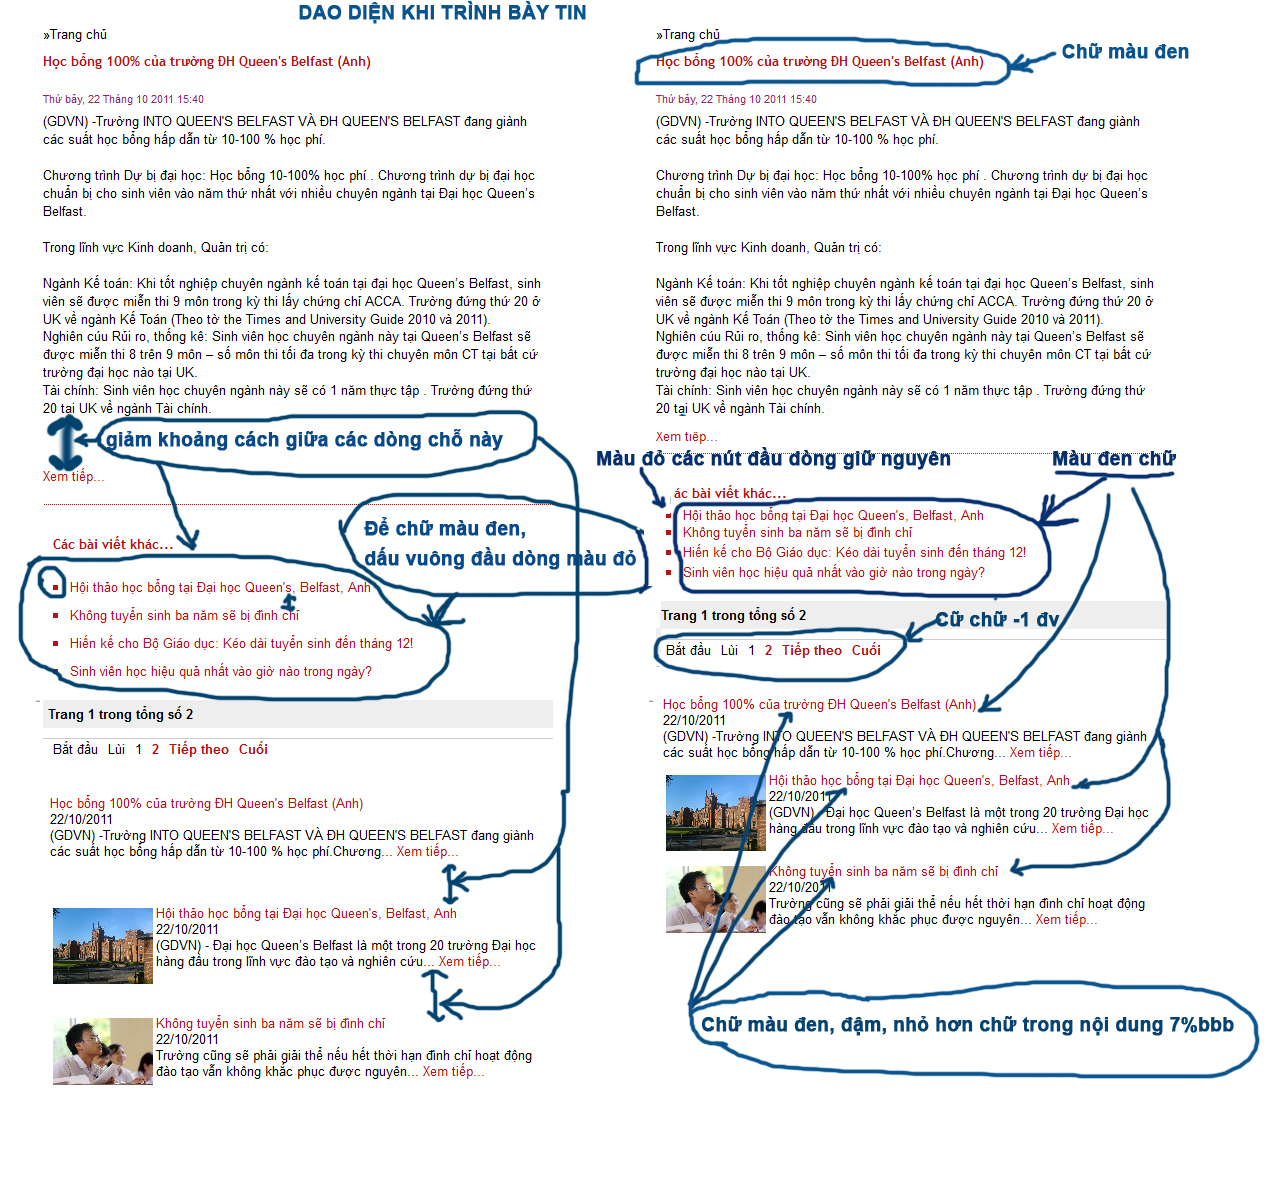 DAO DIỆN KHI TRÌNH BÀY TIN
»Trang chủ
Học bổng 100% của trường ĐH Queen's Belfast (Anh)
Thứ bảy, 22 Tháng 10 2011 15:40
(GDVN) -Trường INTO QUEEN'S BELFAST VÀ ĐH QUEEN'S BELFAST đang giành
các suất học bổng hấp dẫn từ 10-100 % học phí.
Chương trình Dự bị đại học: Học bổng 10-100% học phí . Chương trình dự bị đại học
chuẩn bị cho sinh viên vào năm thứ nhất với nhiều chuyên ngành tại Đại học Queen's
Belfast.
Trong lĩnh vực Kinh doanh, Quản trị có:
Ngành Kế toán: Khi tốt nghiệp chuyên ngành kế toán tại đại học Queen's Belfast, sinh
viên sẽ được miễn thi 9 môn trong kỳ thi lấy chứng chỉ ACCA. Trường đứng thứ 20 ở
UK về ngành Kế Toán (Theo tờ the Times and University Guide 2010 và 2011).
Nghiên cúu Rủi ro, thống kê: Sinh viên học chuyên ngành này tại Queen's Belfast sẽ
được miễn thi 8 trên 9 môn – số môn thi tối đa trong kỳ thi chuyên môn CT tại bất cứ
trường đại học nào tại UK.
Tài chính: Sinh viên học chuyên ngành này sẽ có 1 năm thực tập . Trường đứng thứ
20 tại UK về ngành Tài chính.
giảm khoảng cách giữa các dòng chỗ này
Xem tiếp...
Để chữ màu đen,
dấu vuông đầu dòng màu đỏ
Các bài viết khác...
Hội thảo học bổng tại Đại học Queen's, Belfast, Anh
Không tuyển sinh ba năm sẽ bị đình chỉ
Hiến kế cho Bộ Giáo dục: Kéo dài tuyển sinh đến tháng 12!
Sinh viên học hiệu quả nhất vào giờ nào trong ngày?
Trang 1 trong tổng số 2
Bắt đầu Lùi 1 2 Tiếp theo Cuối
Học bổng 100% của trường ĐH Queen's Belfast (Anh)
22/10/2011
(GDVN) -Trường INTO QUEEN'S BELFAST VÀ ĐH QUEEN'S BELFAST đang giành
các suất học bổng hấp dẫn từ 10-100 % học phí.Chương... Xem tiếp...
Hội thảo học bổng tại Đại học Queen's, Belfast, Anh
22/10/2011
(GDVN) - Đại học Queen's Belfast là một trong 20 trường Đại học
hàng đầu trong lĩnh vực đào tạo và nghiên cứu... Xem tiếp...
Không tuyển sinh ba năm sẽ bị đình chỉ
22/10/2011
Trường cũng sẽ phải giải thể nếu hết thời hạn đình chỉ hoạt động
đào tạo vẫn không khắc phục được nguyên... Xem tiếp...
»Trang chủ
Chữ màu đen
Học bổng 100% của trường ĐH Queen's Belfast (Anh)
Thứ bảy, 22 Tháng 10 2011 15:40
(GDVN) -Trường INTO QUEEN'S BELFAST VÀ ĐH QUEEN'S BELFAST đang giành
các suất học bổng hấp dẫn từ 10-100 % học phí.
Chương trình Dự bị đại học: Học bổng 10-100% học phí . Chương trình dự bị đại học
chuẩn bị cho sinh viên vào năm thứ nhất với nhiều chuyên ngành tại Đại học Queen's
Belfast.
Trong lĩnh vực Kinh doanh, Quản trị có:
Ngành Kế toán: Khi tốt nghiệp chuyên ngành kế toán tại đại học Queen's Belfast, sinh
viên sẽ được miễn thi 9 môn trong kỳ thi lấy chứng chỉ ACCA. Trường đứng thứ 20 ở
UK về ngành Kế Toán (Theo tờ the Times and University Guide 2010 và 2011).
Nghiên cúu Rủi ro, thống kê: Sinh viên học chuyên ngành này tại Queen's Belfast sẽ
được miễn thi 8 trên 9 môn – số môn thi tối đa trong kỳ thi chuyên môn CT tại bất cứ
trường đại học nào tại UK.
Tài chính: Sinh viên học chuyên ngành này sẽ có 1 năm thực tập . Trường đứng thứ
20 tại UK về ngành Tài chính.
Xem tiếp...
Màu đỏ các nút đầu dòng giữ nguyên
Màu đen chữ
ác bài viết khác...
Hội thảo học bổng tại Đại học Queen's, Belfast, Anh
Không tuyển sinh ba năm sẽ bị đình chỉ
Hiến kế cho Bộ Giáo dục: Kéo dài tuyển sinh đến tháng 12!
Sinh viên học hiệu quả nhất vào giờ nào trong ngày?
Trang 1 trong tổng số 2
Cữ chữ -1 đv
Bắt đầu Lùi 1 2 Tiếp theo Cuối
Học bổng 100% của trường ĐH Queen's Belfast (Anh)
22/10/2011
(GDVN) -Trường INTO QUEEN'S BELFAST VÀ ĐH QUEEN'S BELFAST đang giành
các suất học bổng hấp dẫn từ 10-100 % học phí.Chương... Xem tiếp...
Hội thảo học bổng tại Đại học Queen's, Belfast, Anh
22/10/2011
(GDVN) - Đại học Queen's Belfast là một trong 20 trường Đại học
hàng đầu trong lĩnh vực đào tạo và nghiên cứu... Xem tiếp...
Không tuyển sinh ba năm sẽ bị đình chỉ
22/10/2011
Trường cũng sẽ phải giải thể nếu hết thời hạn đình chỉ hoạt động
đào tạo vẫn không khắc phục được nguyên... Xem tiếp...
Chữ màu đen, đậm, nhỏ hơn chữ trong nội dung 7%bbb